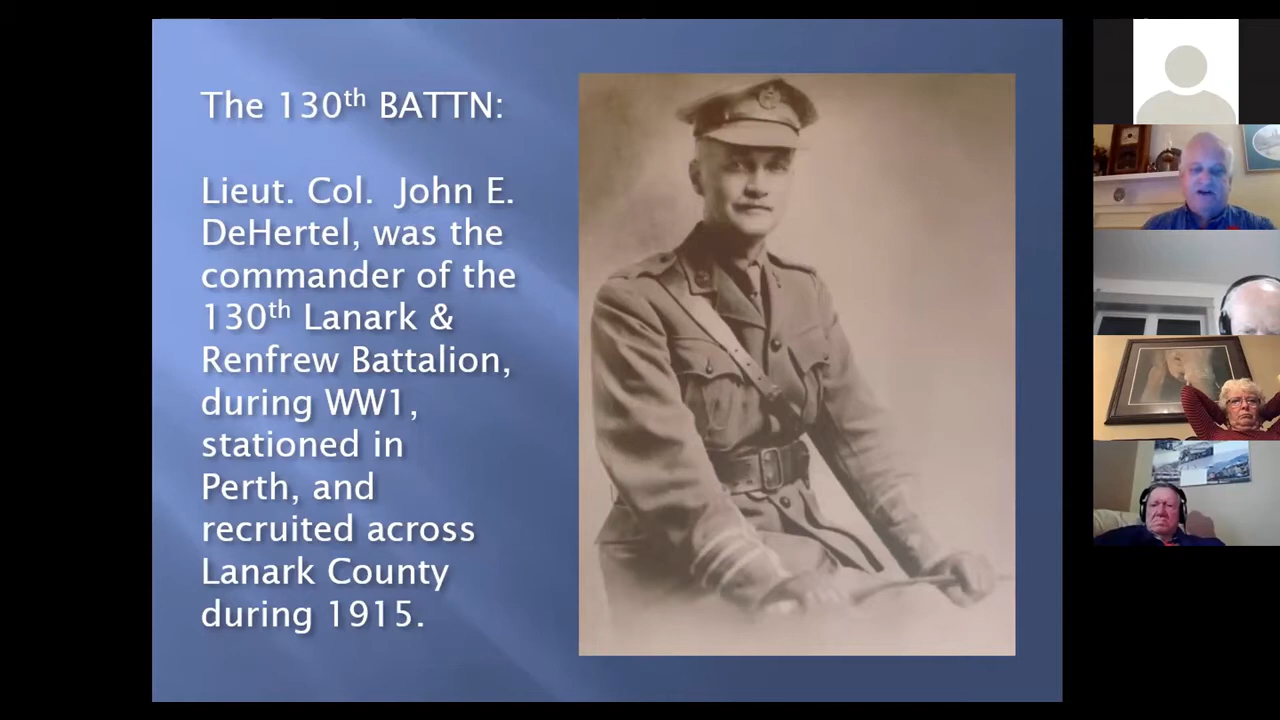 The 130th BATTN:
Lieut. Col. John E.
DeHertel, was the
commander of the
130th Lanark &
Renfrew Battalion,
during WW1,
stationed in
Perth, and
recruited across
Lanark County
during 1915.